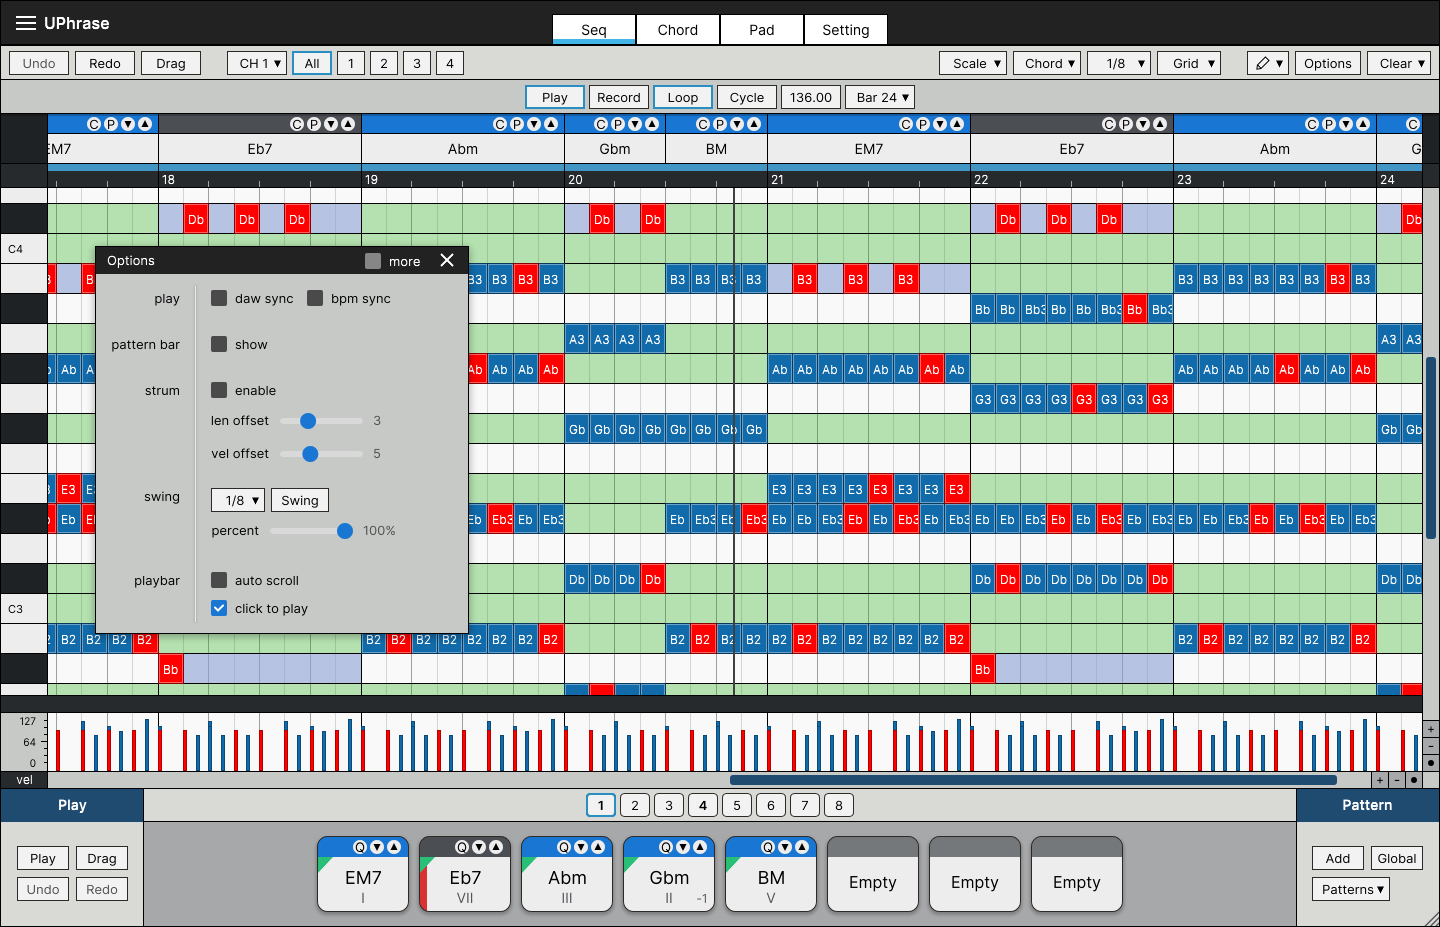 UPhrase
Seq Chord Pad Setting
Undo Redo Drag CH 1 ▾ All 1 2 3 4 Scale ▾ Chord ▾ 1/8 ▾ Grid ▾ ▾ Options Clear ▾
Play Record Loop Cycle 136.00 Bar 24 ▾
C P ▼ ▲ C P ▼ ▲ C P ▼ ▲ C P ▼ ▲ C P ▼ ▲ C P ▼ ▲ C P ▼ ▲ C P ▼ ▲ C
EM7 Eb7 Abm Gbm BM EM7 Eb7 Abm G
18 19 20 21 22 23 24
Db Db Db Db Db Db Db Db Db
C4
B3 B3 B3 B3 B3 B3 B3 B3 B3 B3 B3 B3 B3 B3 B3 B3 B3 B3 B3
Bb Bb Bb3 Bb Bb Bb3 Bb Bb3
A3 A3 A3 A3 A3 A3
Ab Ab Ab Ab Ab Ab Ab Ab Ab Ab Ab Ab Ab Ab Ab Ab Ab Ab Ab Ab Ab
G3 G3 G3 G3 G3 G3 G3 G3
Gb Gb Gb Gb Gb Gb Gb Gb Gb Gb
E3 E3 E3 E3 E3 E3 E3 E3 E3
Eb Eb Eb3 Eb Eb3 Eb Eb3 Eb Eb3 Eb Eb Eb3 Eb Eb Eb3 Eb Eb3 Eb Eb Eb3 Eb Eb Eb3 Eb Eb3 Eb Eb Eb3 Eb Eb3 Eb Eb3
Db Db Db Db Db Db Db Db Db Db Db Db Db Db
C3
B2 B2 B2 B2 B2 B2 B2 B2 B2 B2 B2 B2 B2 B2 B2 B2 B2 B2 B2 B2 B2 B2 B2 B2 B2 B2 B2 B2 B2 B2 B2 B2
Bb Bb
Options more
play daw sync bpm sync
pattern bar show
strum enable
len offset 3
vel offset 5
swing 1/8 ▾ Swing
percent 100%
playbar auto scroll
click to play
127
64
0
vel
+
-
+ -
Play 1 2 3 4 5 6 7 8 Pattern
Q ▼ ▲ Q ▼ ▲ Q ▼ ▲ Q ▼ ▲ Q ▼ ▲
Play Drag EM7 Eb7 Abm Gbm BM Empty Empty Empty Add Global
Undo Redo I VII III II -1 V Patterns ▾